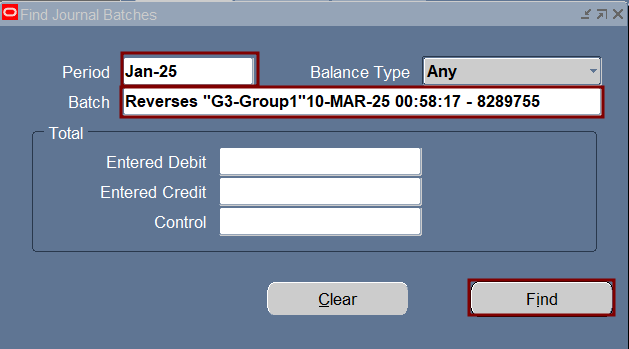 Find Journal Batches
Period Jan-25 Balance Type Any
Batch Reverses "G3-Group1"10-MAR-25 00:58:17 - 8289755
Total
Entered Debit
Entered Credit
Control
Clear Find